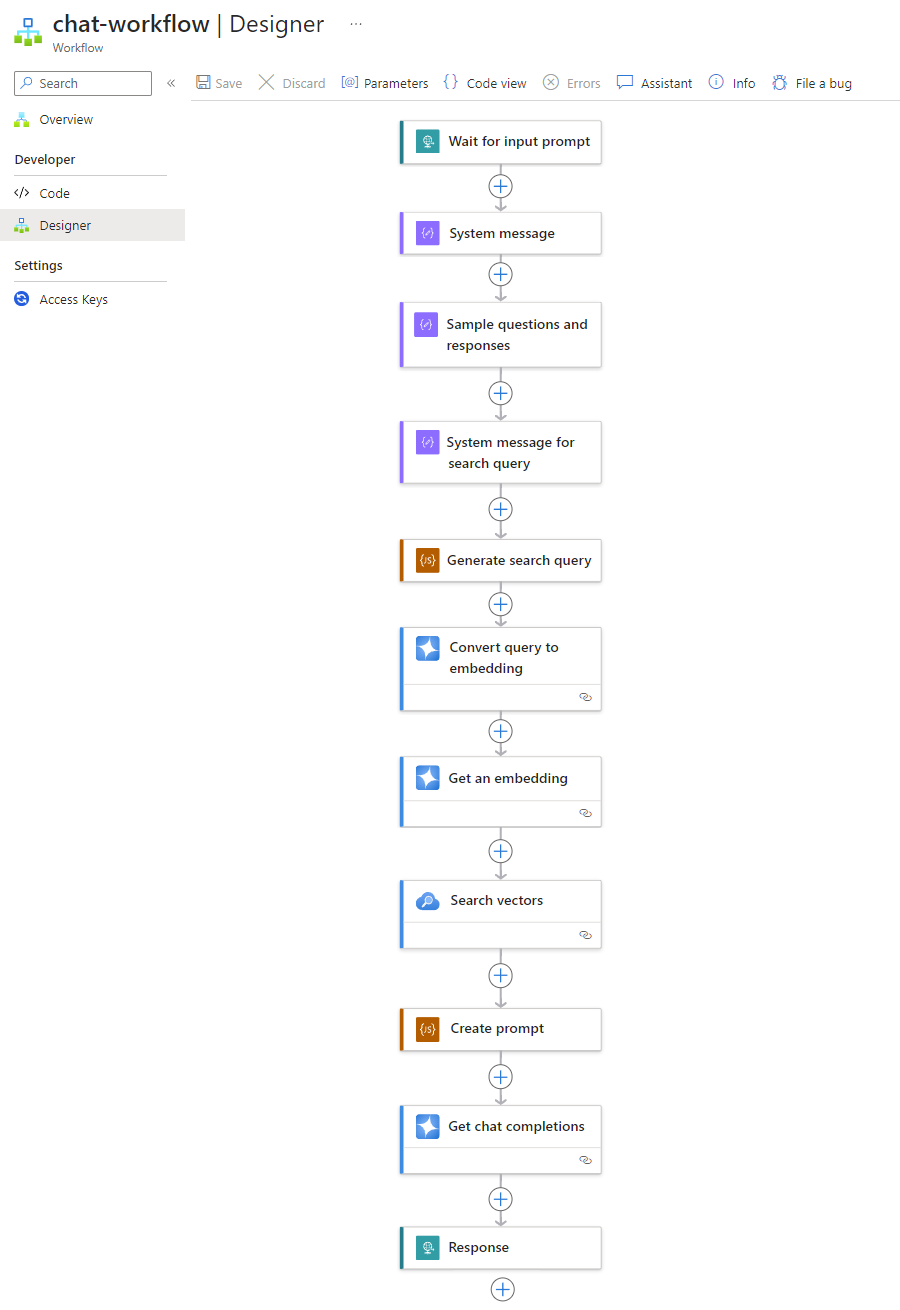 chat-workflow | Designer ...
Workflow
Search
«
Save Discard Parameters Code view Errors Assistant Info File a bug
Overview
Developer
Code
Designer
Settings
Access Keys
Wait for input prompt
System message
Sample questions and
responses
System message for
search query
Generate search query
Convert query to
embedding
Get an embedding
Search vectors
Create prompt
Get chat completions
Response